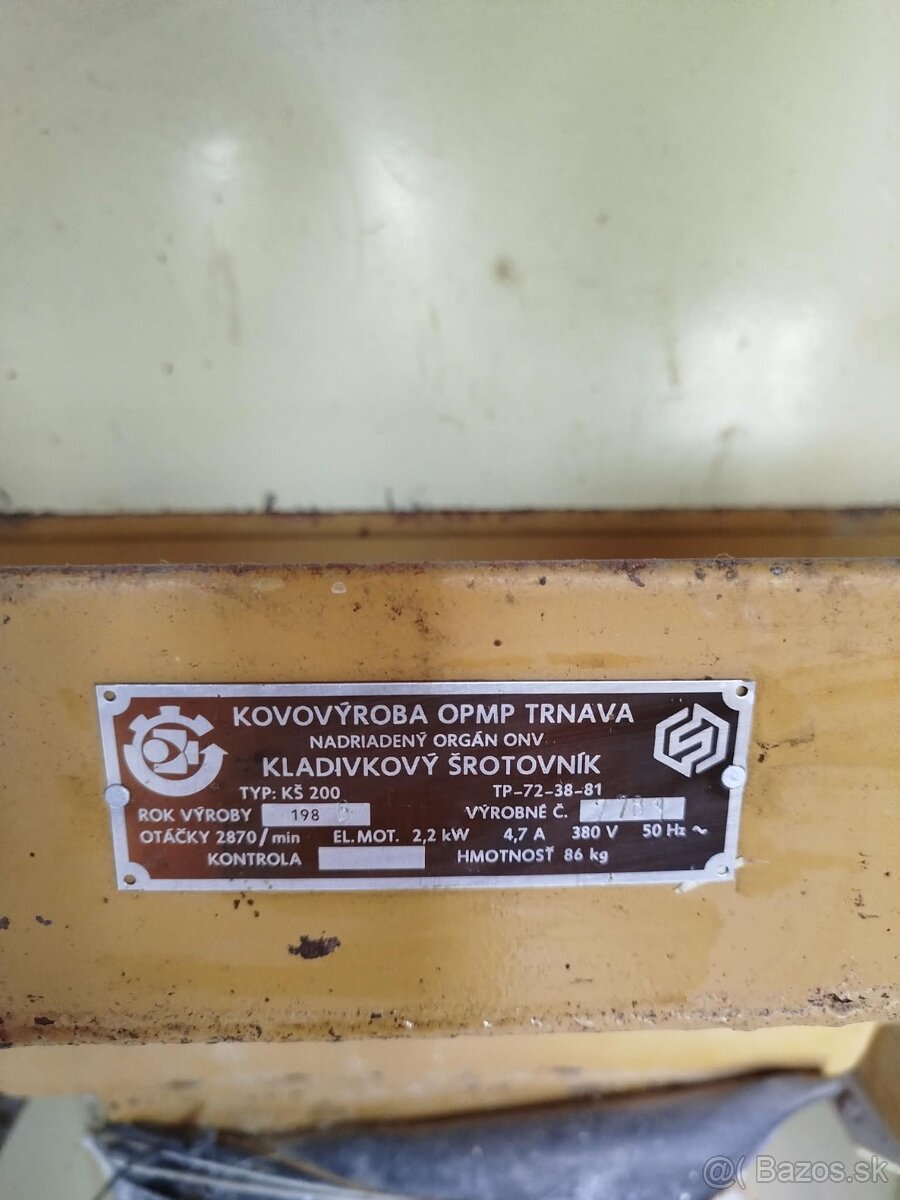 KOVOVÝROBA OPMP TRNAVA
NADRIADENÝ ORGÁN ONV
KLADIVKOVÝ ŠROTOVNÍK
TYP: KŠ 200 TP-72-38-81
ROK VÝROBY 198 VÝROBNÉ Č.
OTÁČKY 2870/min EL.MOT. 2,2 kW 4,7 A 380 V 50 Hz ~
KONTROLA HMOTNOSŤ 86 kg
@( Bazos.sk